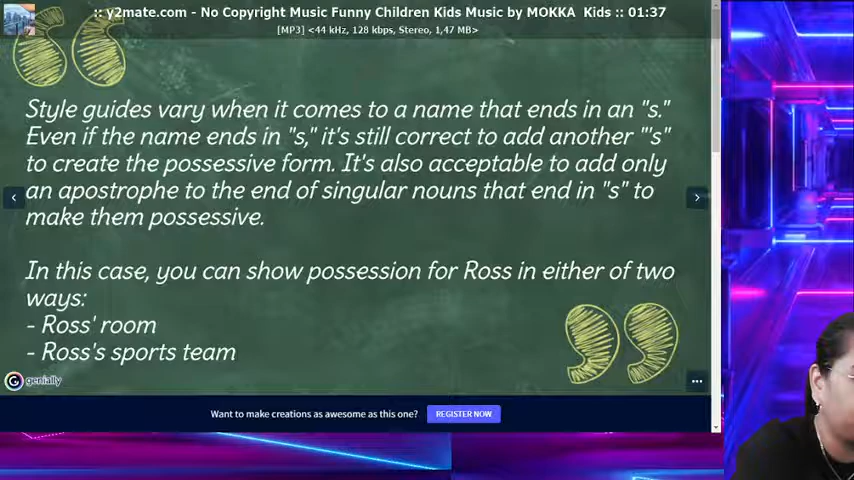 :: y2mate.com - No Copyright Music Funny Children Kids Music by MOKKA Kids :: 01:37
[MP3] <44 kHz, 128 kbps, Stereo, 1,47 MB>
Style guides vary when it comes to a name that ends in an "s."
Even if the name ends in "s," it's still correct to add another "'s"
to create the possessive form. It's also acceptable to add only
an apostrophe to the end of singular nouns that end in "s" to
make them possessive.
In this case, you can show possession for Ross in either of two
ways:
- Ross' room
- Ross's sports team
genially
Want to make creations as awesome as this one? REGISTER NOW